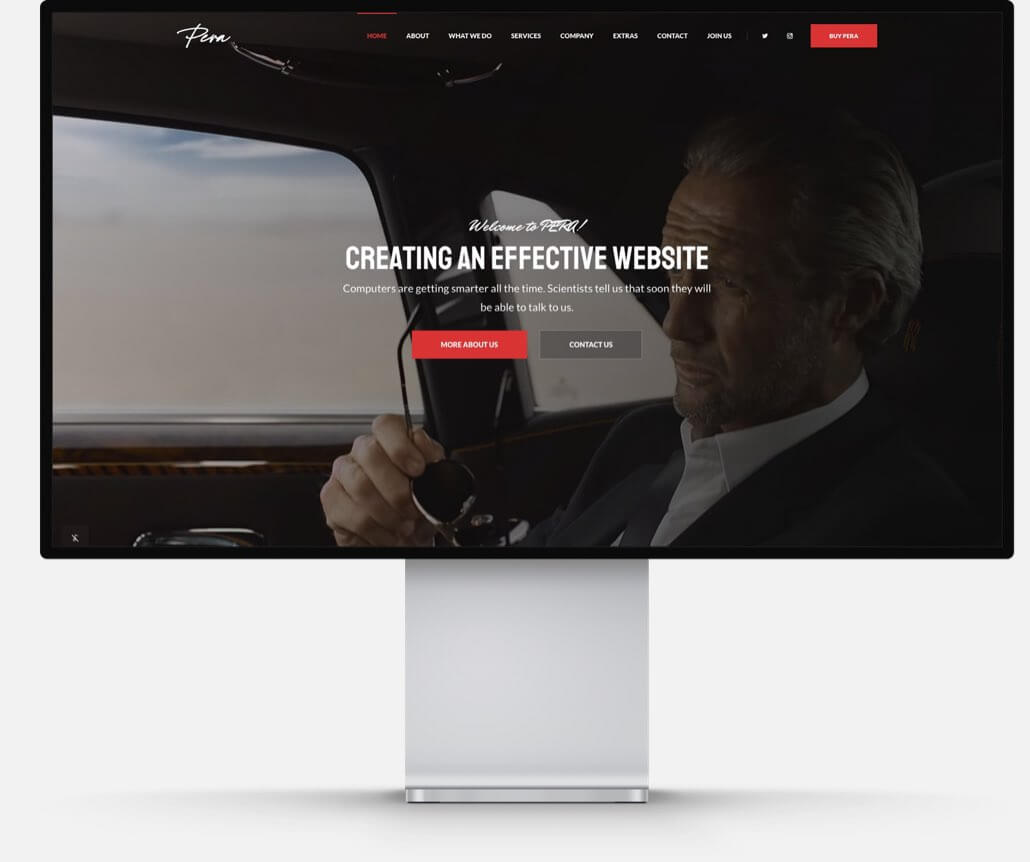 Pera
HOME ABOUT WHAT WE DO SERVICES COMPANY EXTRAS CONTACT JOIN US BUY PERA
Welcome to PERA!
CREATING AN EFFECTIVE WEBSITE
Computers are getting smarter all the time. Scientists tell us that soon they will
be able to talk to us.
MORE ABOUT US CONTACT US